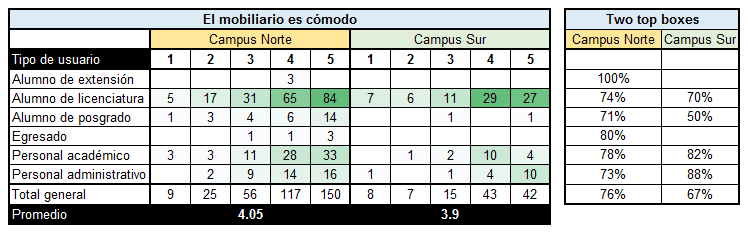 El mobiliario es cómodo Two top boxes
Campus Norte Campus Sur Campus Norte Campus Sur
Tipo de usuario 1 2 3 4 5 1 2 3 4 5
Alumno de extensión 3 100%
Alumno de licenciatura 5 17 31 65 84 7 6 11 29 27 74% 70%
Alumno de posgrado 1 3 4 6 14 1 1 71% 50%
Egresado 1 1 3 80%
Personal académico 3 3 11 28 33 1 2 10 4 78% 82%
Personal administrativo 2 9 14 16 1 1 4 10 73% 88%
Total general 9 25 56 117 150 8 7 15 43 42 76% 67%
Promedio 4.05 3.9